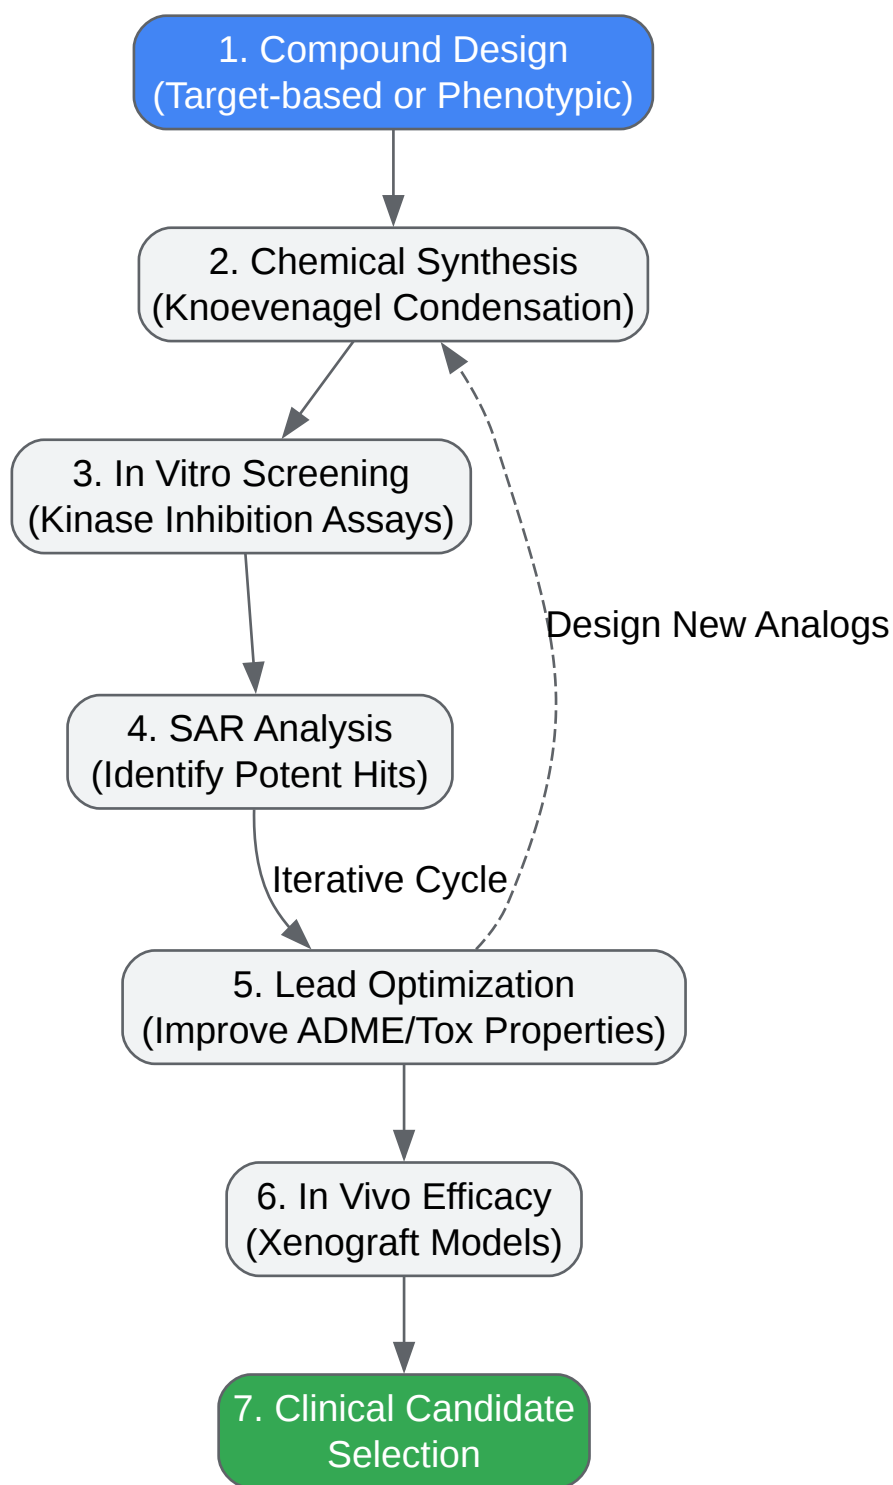 1. Compound Design
(Target-based or Phenotypic)
2. Chemical Synthesis
(Knoevenagel Condensation)
3. In Vitro Screening
(Kinase Inhibition Assays)
Design New Analogs
4. SAR Analysis
(Identify Potent Hits)
Iterative Cycle
5. Lead Optimization
(Improve ADME/Tox Properties)
6. In Vivo Efficacy
(Xenograft Models)
7. Clinical Candidate
Selection